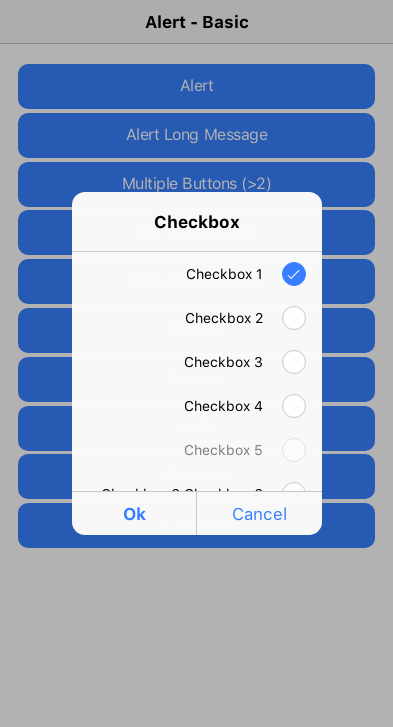 Alert - Basic
Alert
Alert Long Message
Multiple Buttons (>2)
Checkbox
Checkbox 1
Checkbox 2
Checkbox 3
Checkbox 4
Checkbox 5
Ok
Cancel